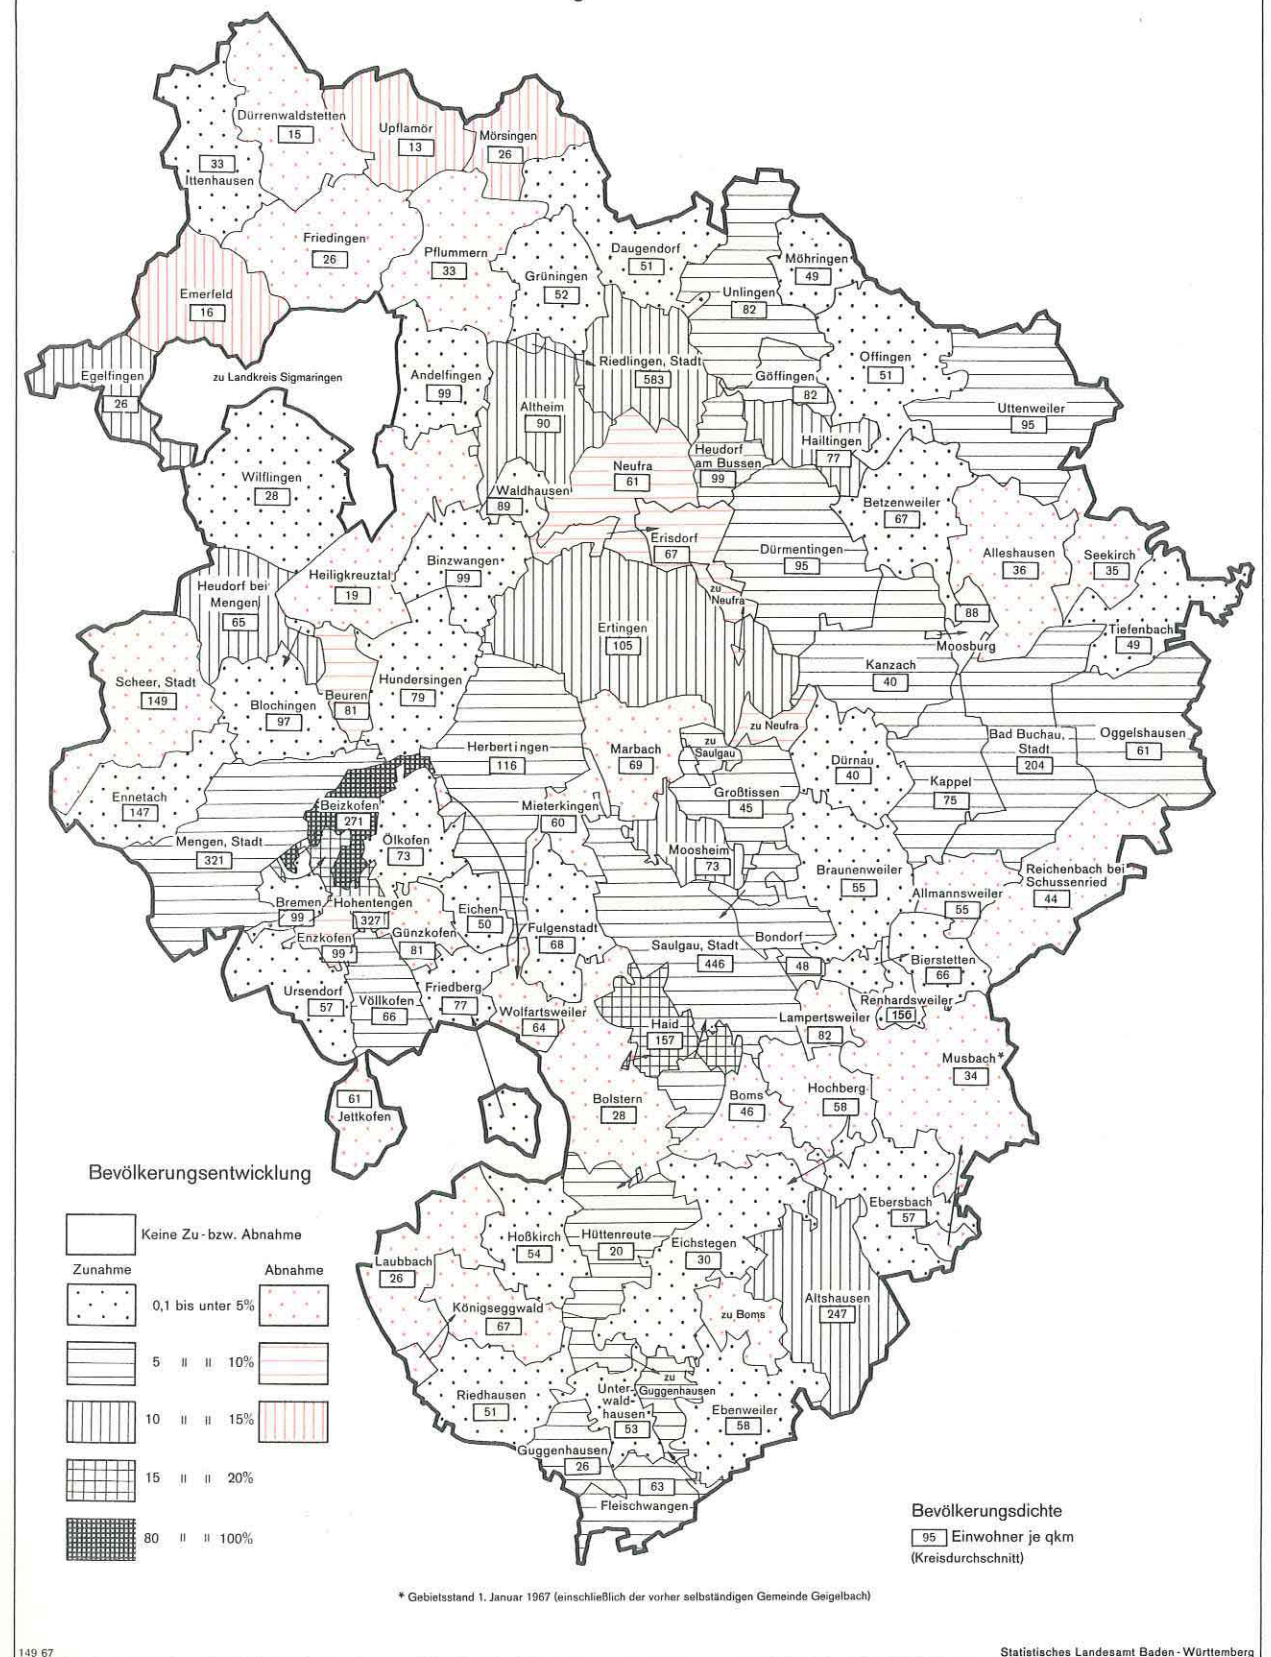 Dürrenwaldstetten
15
Upflamör
13
Mörsingen
26
33
Ittenhausen
Friedingen
26
Pflummern
33
Daugendorf
51
Grüningen
52
Möhringen
49
Unlingen
82
Emerfeld
16
Egelfingen
26
zu Landkreis Sigmaringen
Andelfingen
99
Riedlingen, Stadt
583
Göffingen
82
Offingen
51
Uttenweiler
95
Altheim
90
Hailtingen
77
Heudorf
am Bussen
99
Neufra
61
Wilflingen
28
Waldhausen
89
Betzenweiler
67
Erisdorf
67
Dürmentingen
95
Alleshausen
36
Seekirch
35
Binzwangen
99
Heiligkreuztal
19
Heudorf bei
Mengen
65
zu
Neufra
88
Moosburg
Tiefenbach
49
Ertingen
105
Kanzach
40
Scheer, Stadt
149
Blochingen
97
Beuren
81
Hundersingen
79
zu Neufra
Bad Buchau,
Stadt
204
Oggelshausen
61
Herbertingen
116
Marbach
69
zu
Saulgau
Dürnau
40
Kappel
75
Ennetach
147
Großtissen
45
Beizkofen
271
Mieterkingen
60
Mengen, Stadt
321
Ölkofen
73
Moosheim
73
Braunenweiler
55
Reichenbach bei
Schussenried
44
Allmannsweiler
55
Bremen
99
Hohentengen
327
Eichen
50
Günzkofen
81
Enzkofen
99
Fulgenstadt
68
Saulgau, Stadt
446
Bondorf
48
Bierstetten
66
Ursendorf
57
Völlkofen
66
Friedberg
77
Wolfartsweiler
64
Renhardsweiler
156
Haid
157
Lampertsweiler
82
Musbach*
34
61
Jettkofen
Bolstern
28
Boms
46
Hochberg
58
Ebersbach
57
Hoßkirch
54
Hüttenreute
20
Eichstegen
30
Laubbach
26
Königseggwald
67
zu Boms
Altshausen
247
zu
Guggenhausen
Riedhausen
51
Unter-
wald-
hausen
53
Ebenweiler
58
Guggenhausen
26
63
Fleischwangen
Bevölkerungsentwicklung
Keine Zu- bzw. Abnahme
Zunahme Abnahme
0,1 bis unter 5%
5 " " 10%
10 " " 15%
15 " " 20%
80 " " 100%
Bevölkerungsdichte
95 Einwohner je qkm
(Kreisdurchschnitt)
* Gebietsstand 1. Januar 1967 (einschließlich der vorher selbständigen Gemeinde Geigelbach)
149 67
Statistisches Landesamt Baden-Württemberg